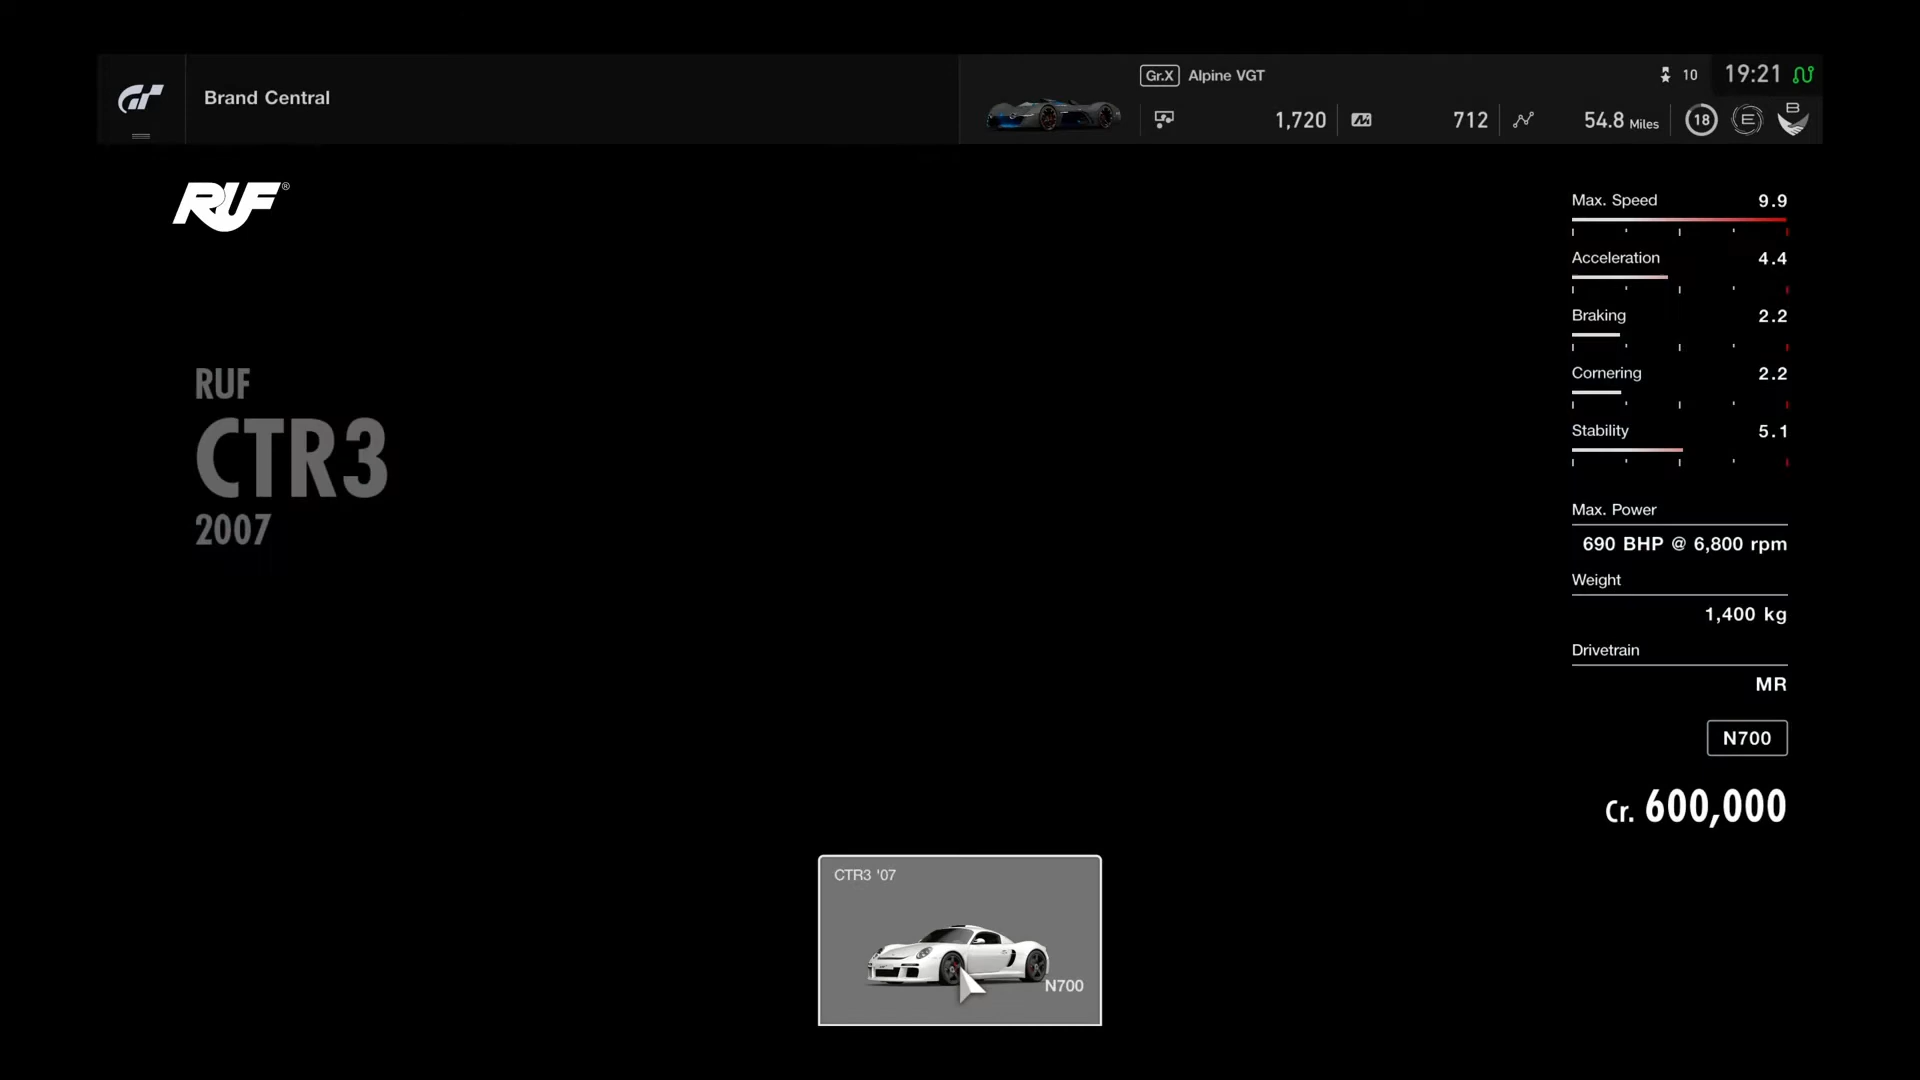 GT
Brand Central
Gr.X Alpine VGT
10
19:21
1,720
712
54.8 Miles
18
E
B
RUF®
RUF
CTR3
2007
Max. Speed 9.9
Acceleration 4.4
Braking 2.2
Cornering 2.2
Stability 5.1
Max. Power
690 BHP @ 6,800 rpm
Weight
1,400 kg
Drivetrain
MR
N700
Cr. 600,000
CTR3 '07
N700